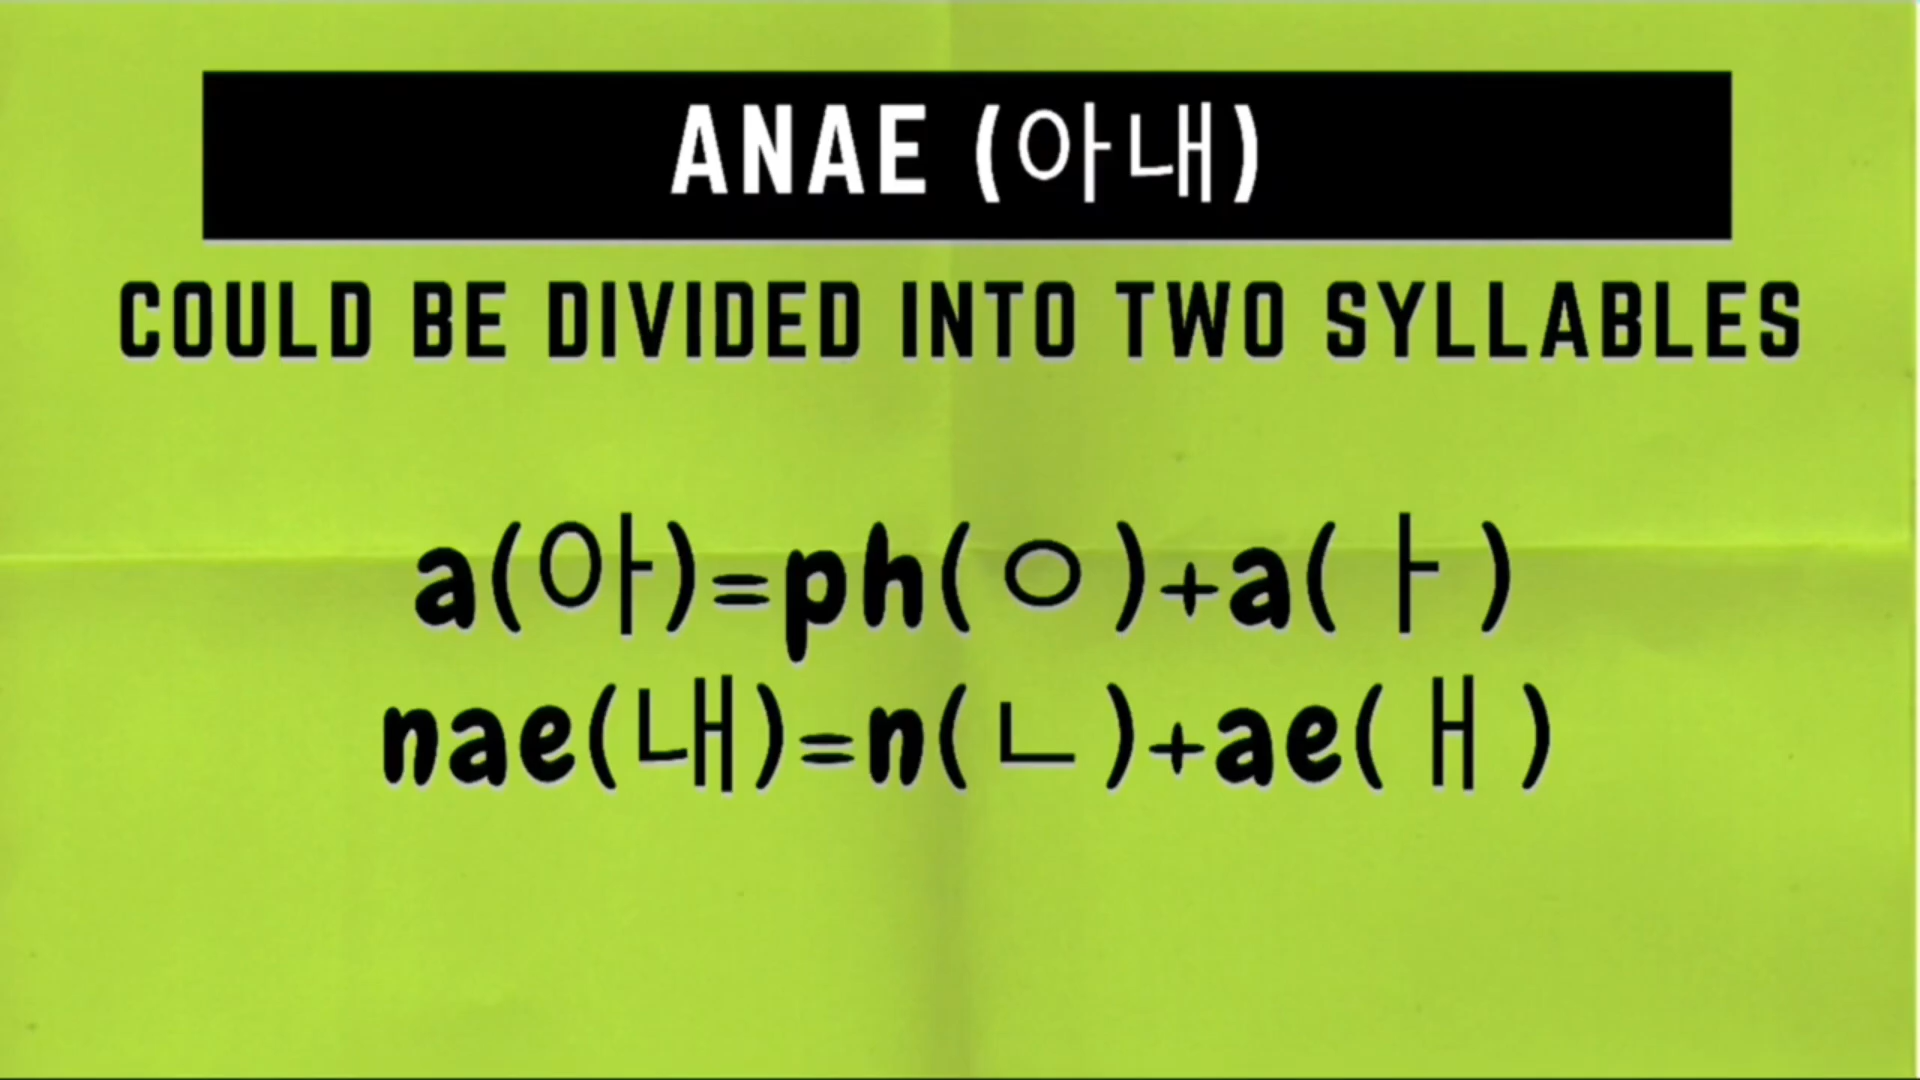 ANAE (아내)
COULD BE DIVIDED INTO TWO SYLLABLES
a(아)=ph(ㅇ)+a(ㅏ)
nae(내)=n(ㄴ)+ae(ㅐ)